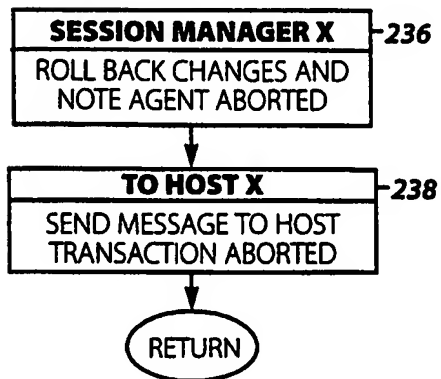 SESSION MANAGER X
236
ROLL BACK CHANGES AND
NOTE AGENT ABORTED
TO HOST X
238
SEND MESSAGE TO HOST
TRANSACTION ABORTED
RETURN